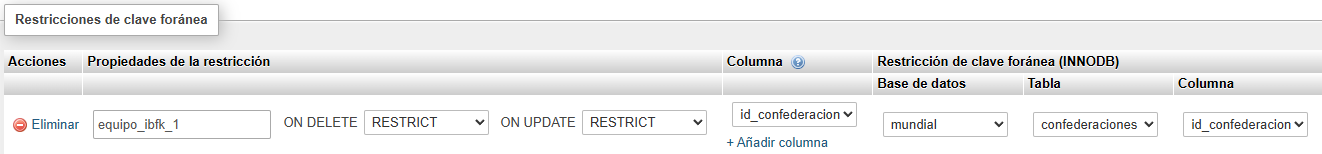 Restricciones de clave foránea
Acciones Propiedades de la restricción Columna Restricción de clave foránea (INNODB)
Base de datos Tabla Columna
Eliminar equipo_ibfk_1 ON DELETE RESTRICT ON UPDATE RESTRICT id_confederacion mundial confederaciones id_confederacion
+ Añadir columna